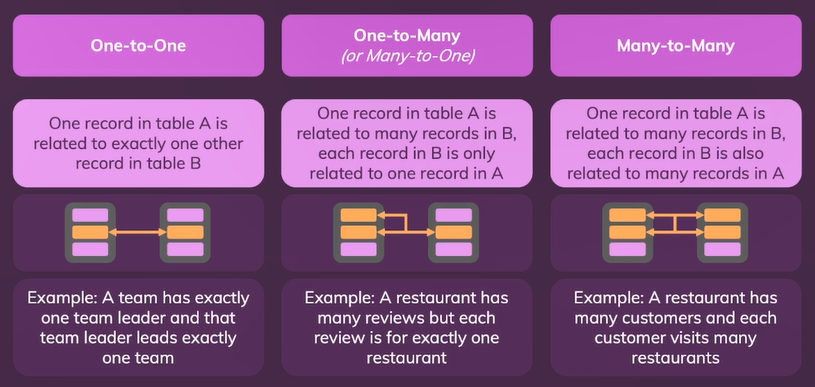 One-to-One
One-to-Many
(or Many-to-One)
Many-to-Many
One record in table A is
related to exactly one other
record in table B
One record in table A is
related to many records in B,
each record in B is only
related to one record in A
One record in table A is
related to many records in B,
each record in B is also
related to many records in A
Example: A team has exactly
one team leader and that
team leader leads exactly
one team
Example: A restaurant has
many reviews but each
review is for exactly one
restaurant
Example: A restaurant has
many customers and each
customer visits many
restaurants